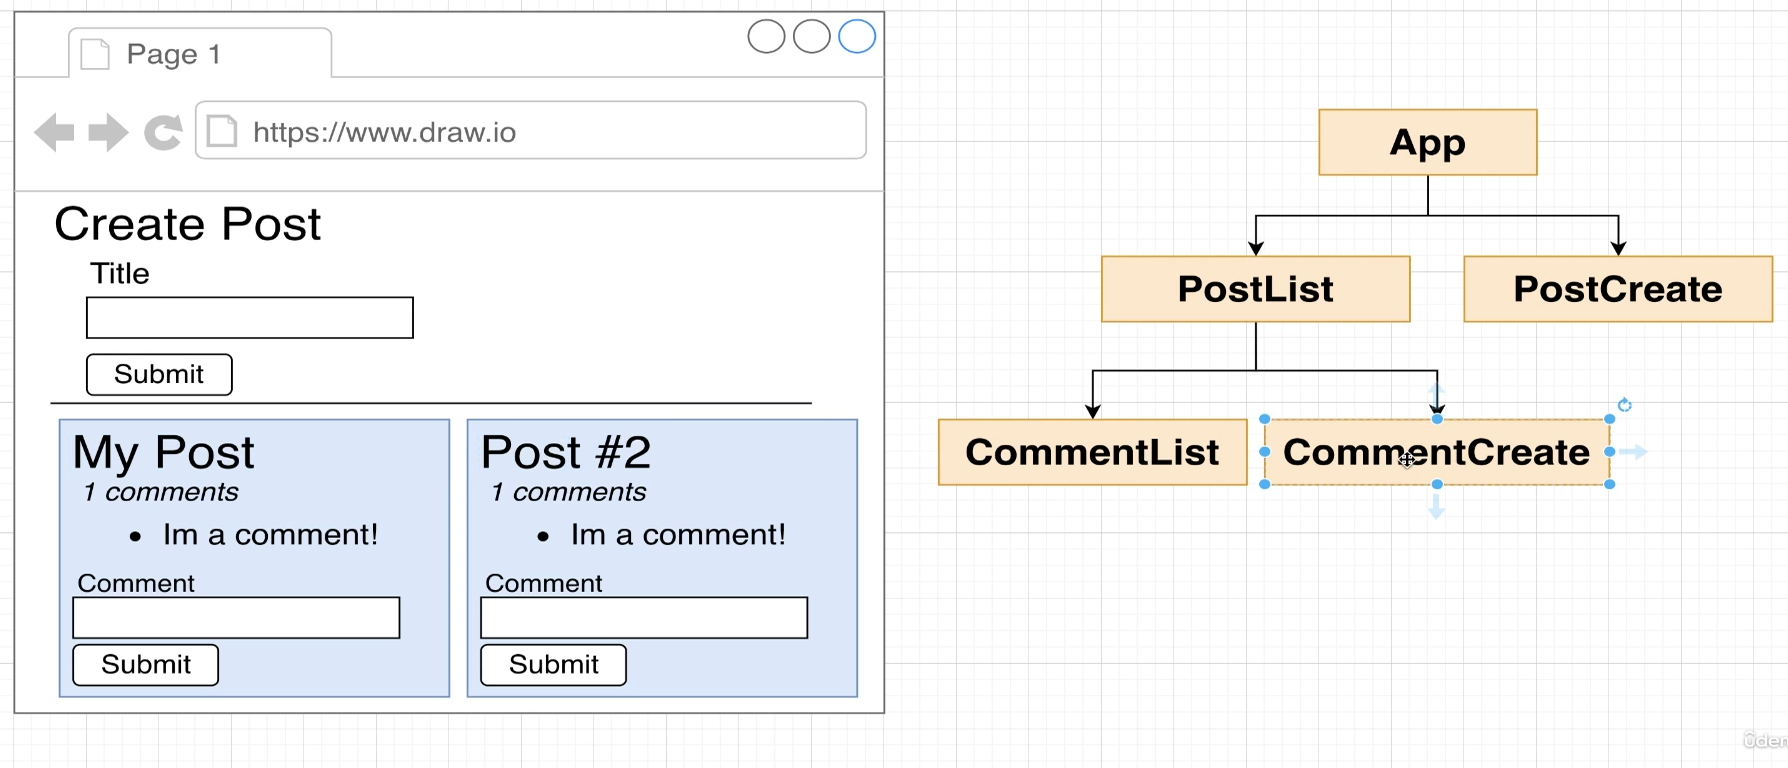 Page 1
https://www.draw.io
Create Post
Title
Submit
My Post
1 comments
• Im a comment!
Comment
Submit
Post #2
1 comments
• Im a comment!
Comment
Submit
App
PostList
PostCreate
CommentList
CommentCreate